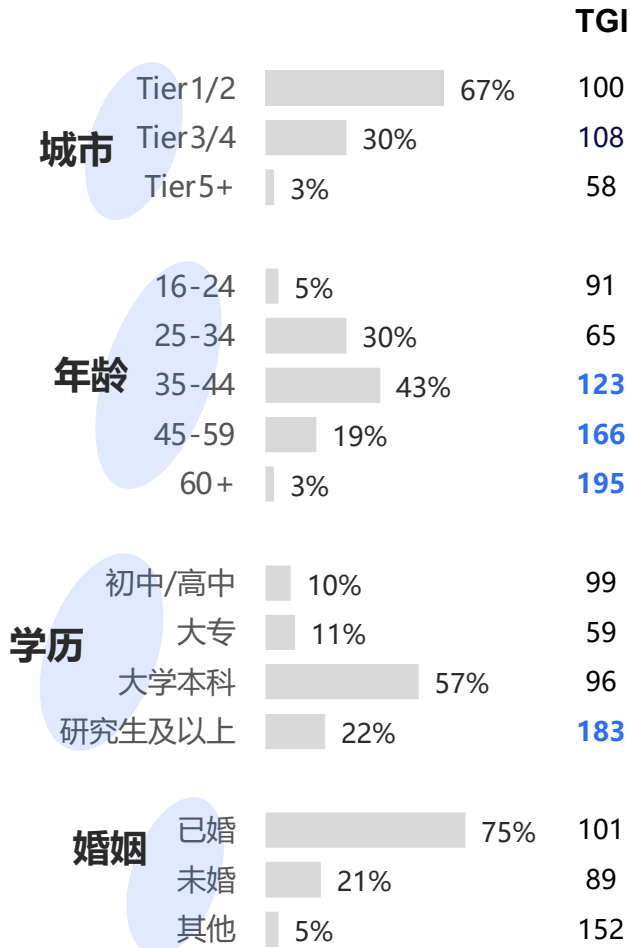 TGI
城市
Tier1/2 67% 100
Tier3/4 30% 108
Tier5+ 3% 58
年龄
16-24 5% 91
25-34 30% 65
35-44 43% 123
45-59 19% 166
60+ 3% 195
学历
初中/高中 10% 99
大专 11% 59
大学本科 57% 96
研究生及以上 22% 183
婚姻
已婚 75% 101
未婚 21% 89
其他 5% 152